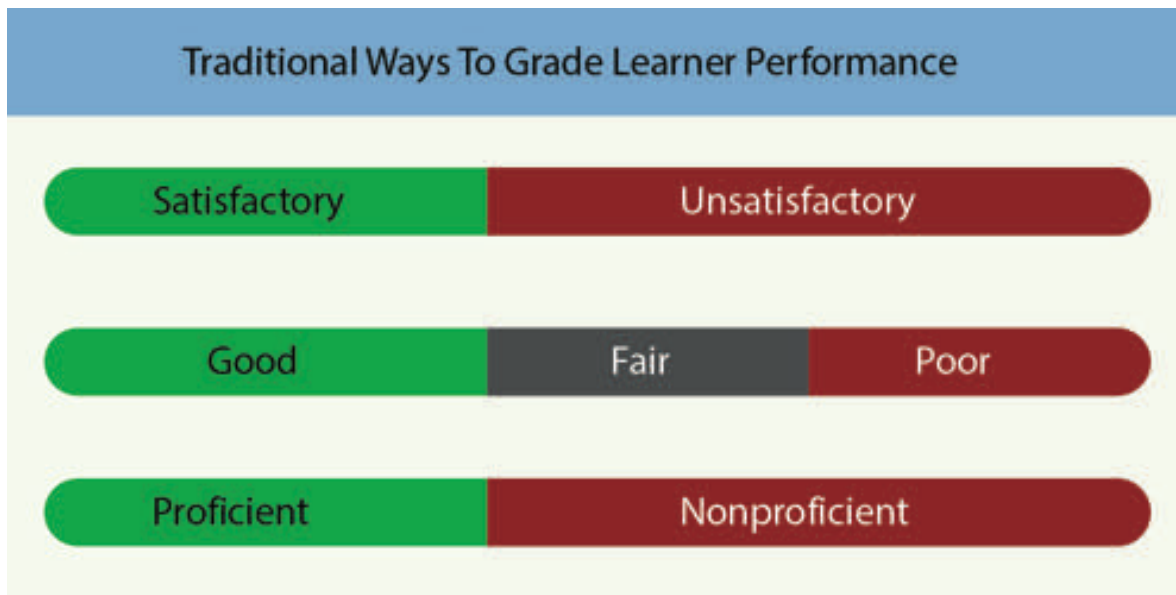 Traditional Ways To Grade Learner Performance
Satisfactory Unsatisfactory
Good Fair Poor
Proficient Nonproficient